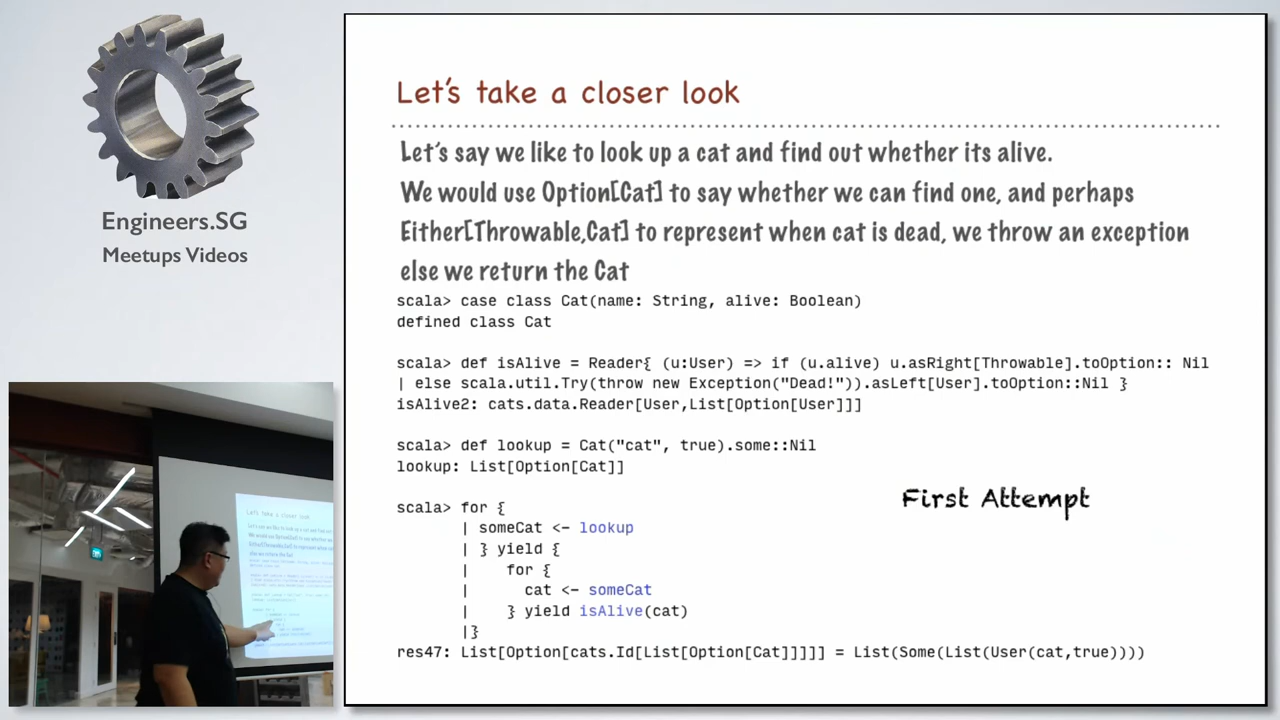 Engineers.SG
Meetups Videos
Let's take a closer look
Let's say we like to look up a cat and find out whether its alive.
We would use Option[Cat] to say whether we can find one, and perhaps
Either[Throwable,Cat] to represent when cat is dead, we throw an exception
else we return the Cat
scala> case class Cat(name: String, alive: Boolean)
defined class Cat
scala> def isAlive = Reader{ (u:User) => if (u.alive) u.asRight[Throwable].toOption:: Nil
| else scala.util.Try(throw new Exception("Dead!")).asLeft[User].toOption::Nil }
isAlive2: cats.data.Reader[User,List[Option[User]]]
scala> def lookup = Cat("cat", true).some::Nil
lookup: List[Option[Cat]]
scala> for {
| someCat <- lookup
| } yield {
| for {
| cat <- someCat
| } yield isAlive(cat)
|}
res47: List[Option[cats.Id[List[Option[Cat]]]]] = List(Some(List(User(cat,true))))
First Attempt
Let's take a closer look